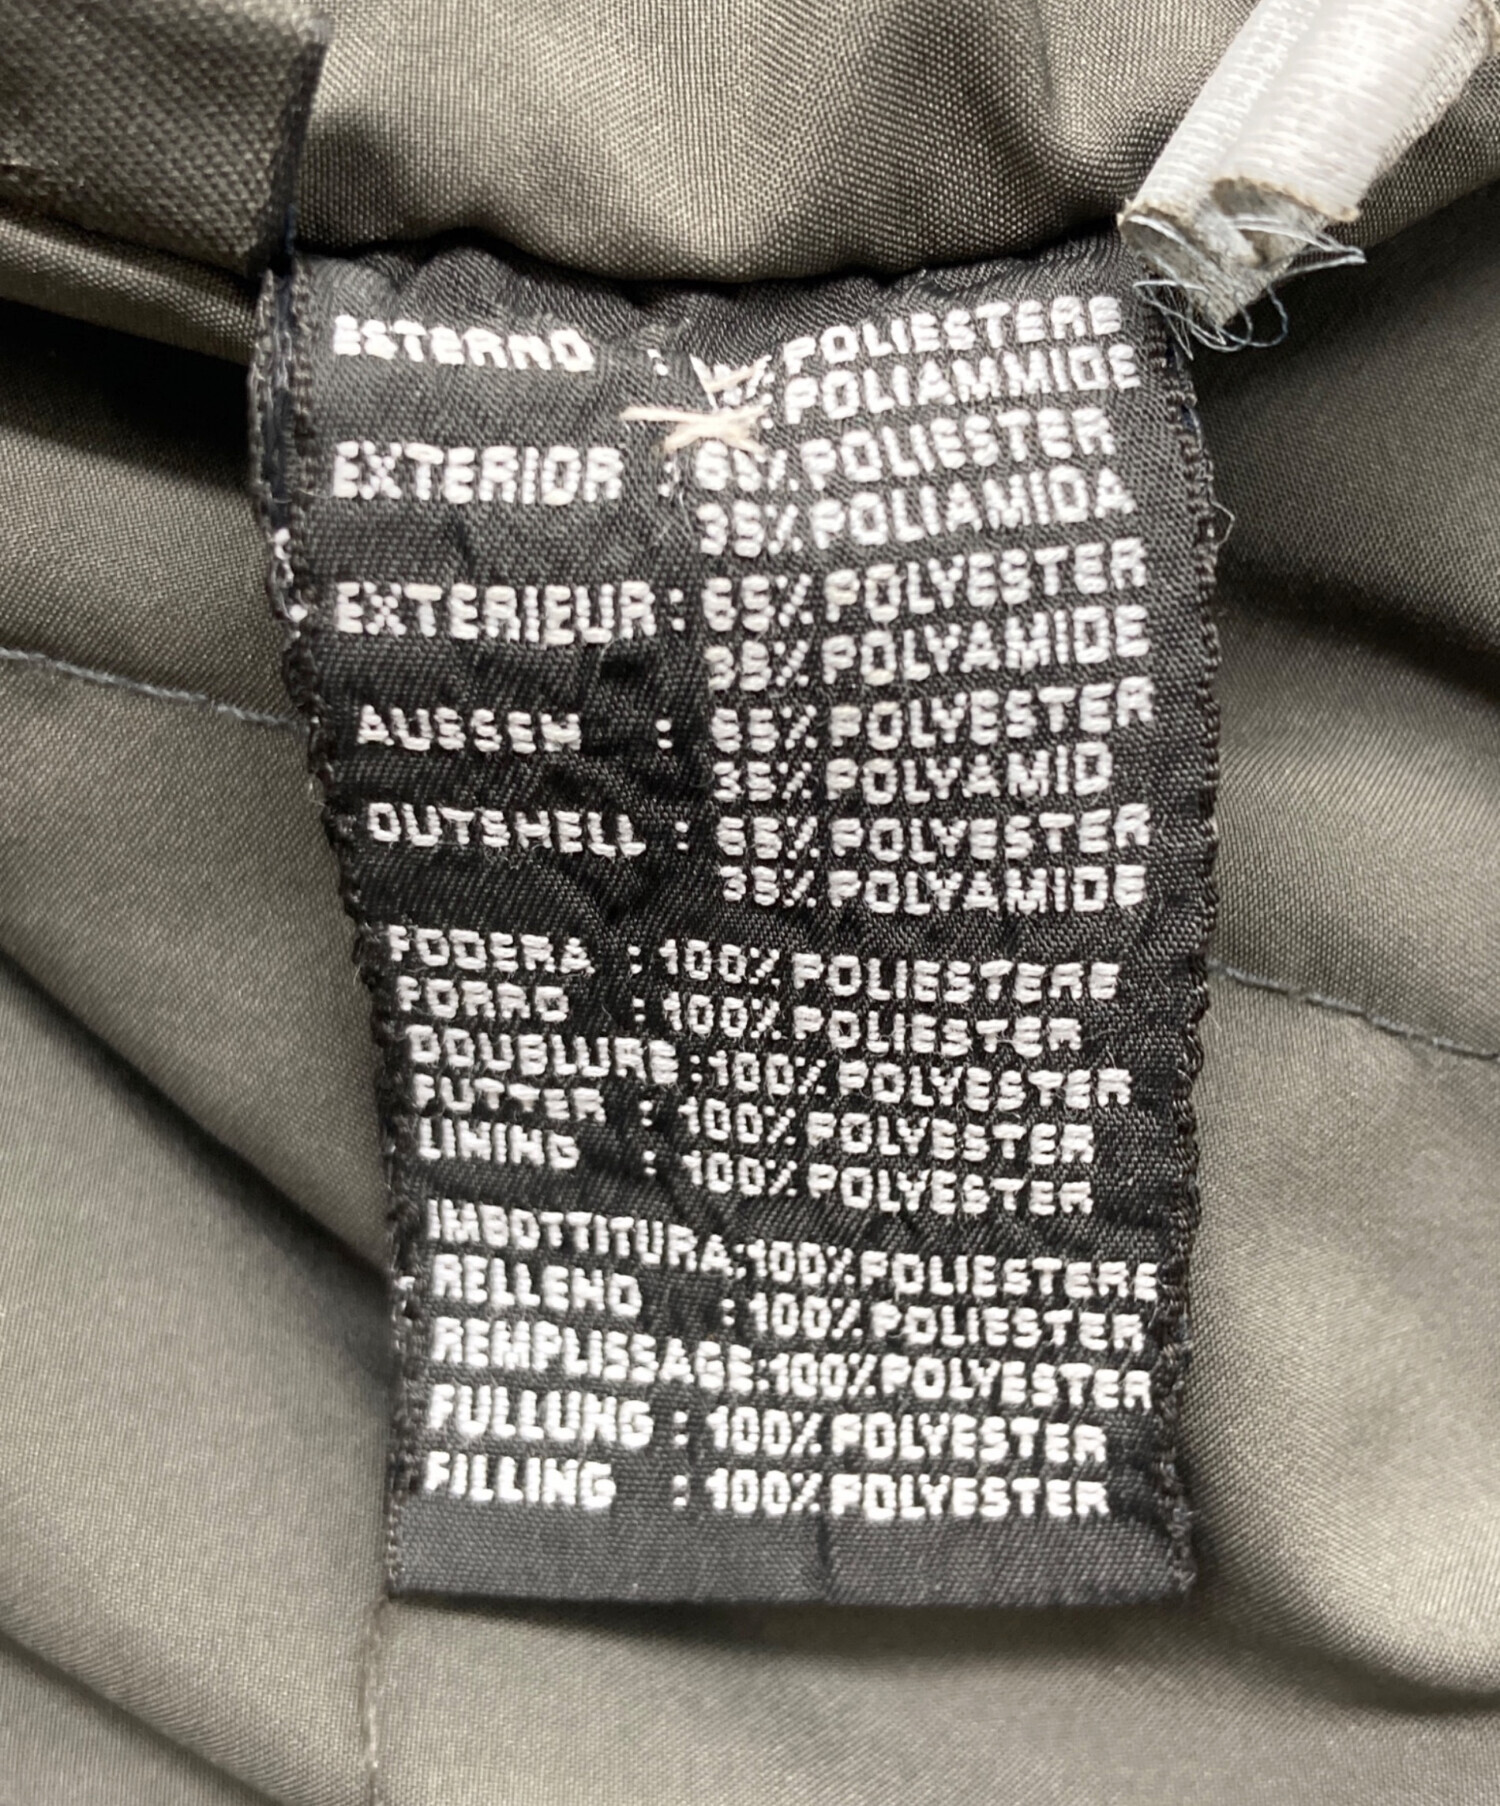 ESTERNO : POLIESTERE
POLIAMMIDE
EXTERIOR : 65% POLIESTER
35% POLIAMIDA
EXTERIEUR : 65% POLYESTER
35% POLYAMIDE
AUSSEN : 65% POLYESTER
35% POLYAMID
OUTSHELL : 65% POLYESTER
35% POLYAMIDE
FODERA : 100% POLIESTERE
FORRO : 100% POLIESTER
DOUBLURE : 100% POLYESTER
FUTTER : 100% POLYESTER
LINING : 100% POLYESTER
IMBOTTITURA : 100% POLIESTERE
RELLENO : 100% POLIESTER
REMPLISSAGE : 100% POLYESTER
FULLUNG : 100% POLYESTER
FILLING : 100% POLYESTER